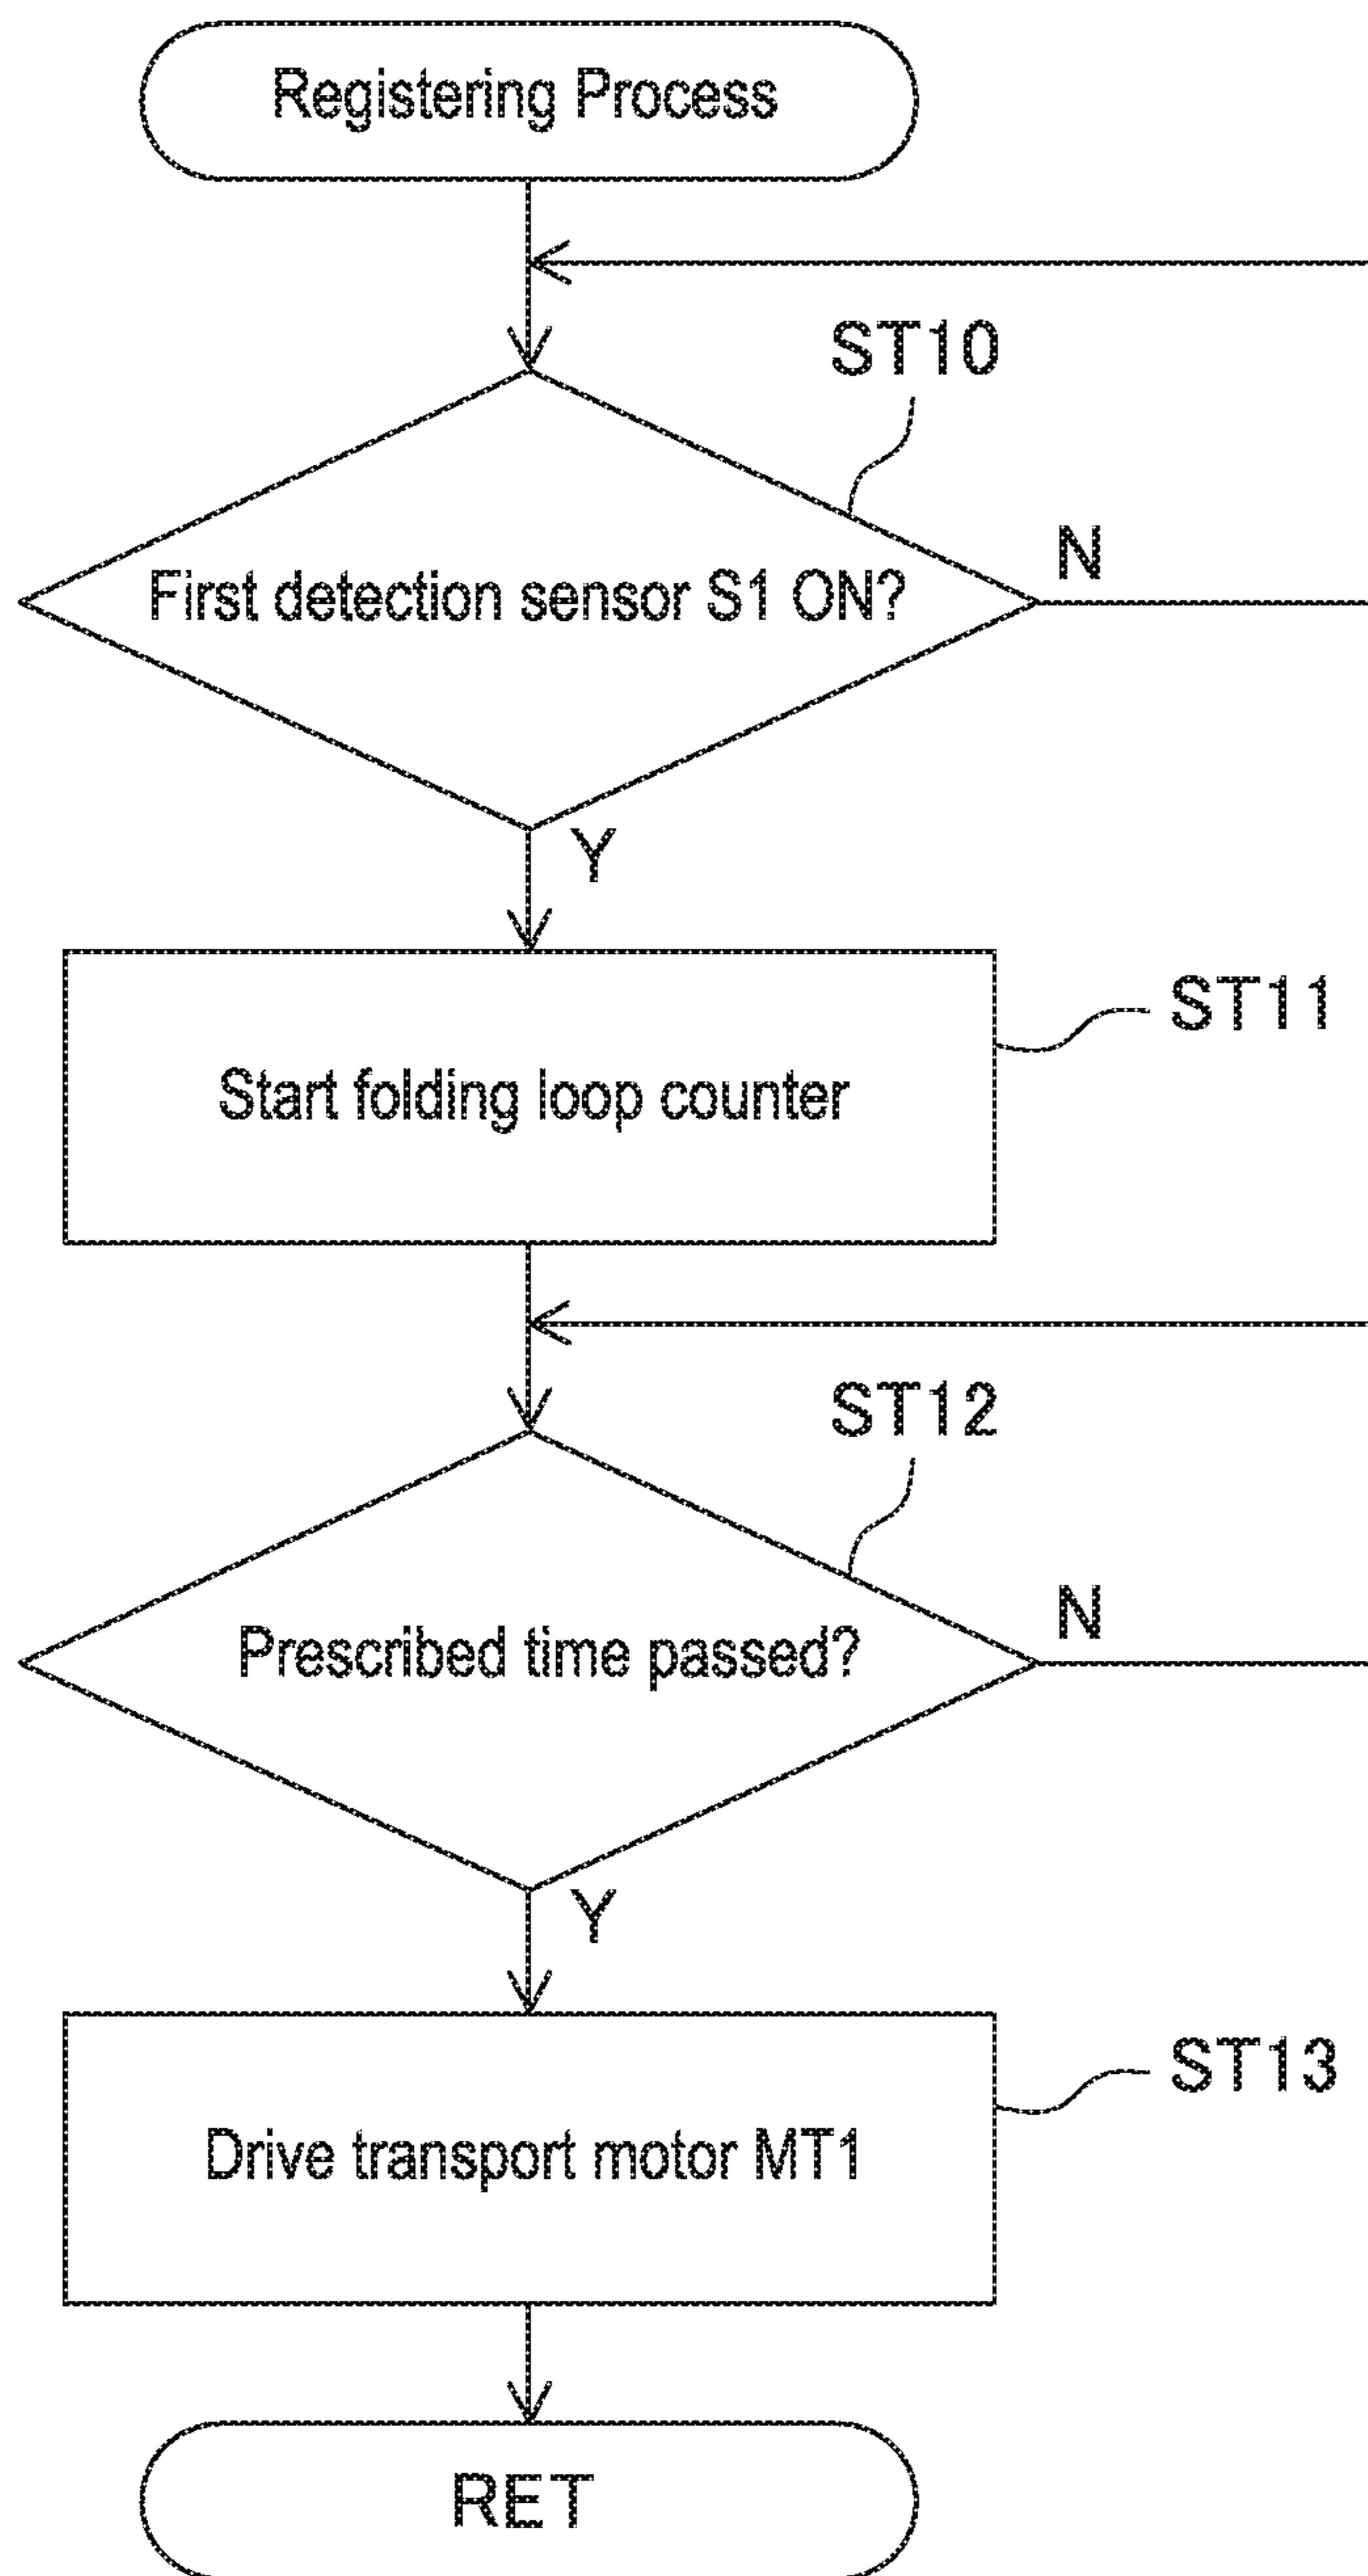 Registering Process
ST10
First detection sensor S1 ON?
N
Y
ST11
Start folding loop counter
ST12
Prescribed time passed?
N
Y
ST13
Drive transport motor MT1
RET